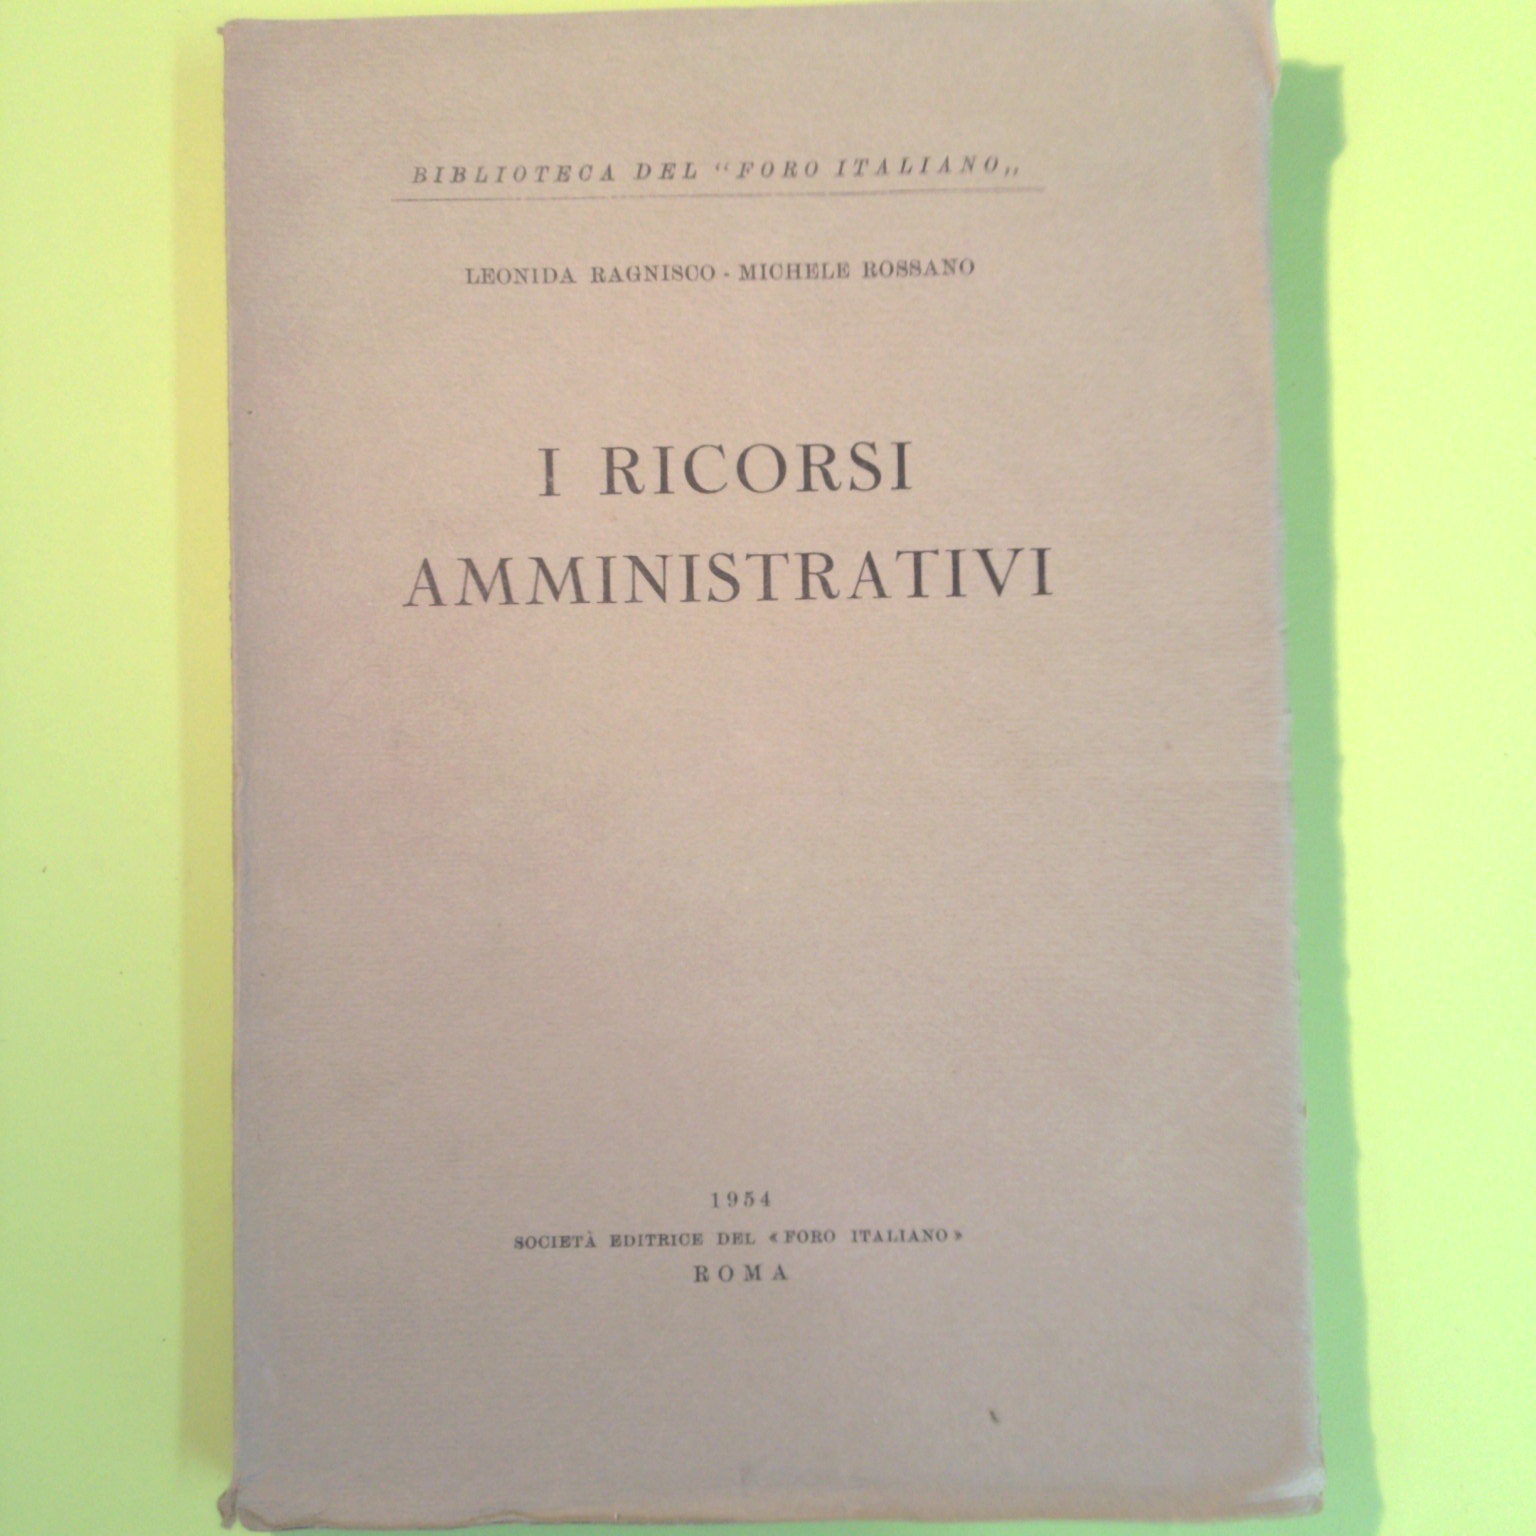 BIBLIOTECA DEL “FORO ITALIANO„
LEONIDA RAGNISCO - MICHELE ROSSANO
I RICORSI
AMMINISTRATIVI
1954
SOCIETÀ EDITRICE DEL «FORO ITALIANO»
ROMA